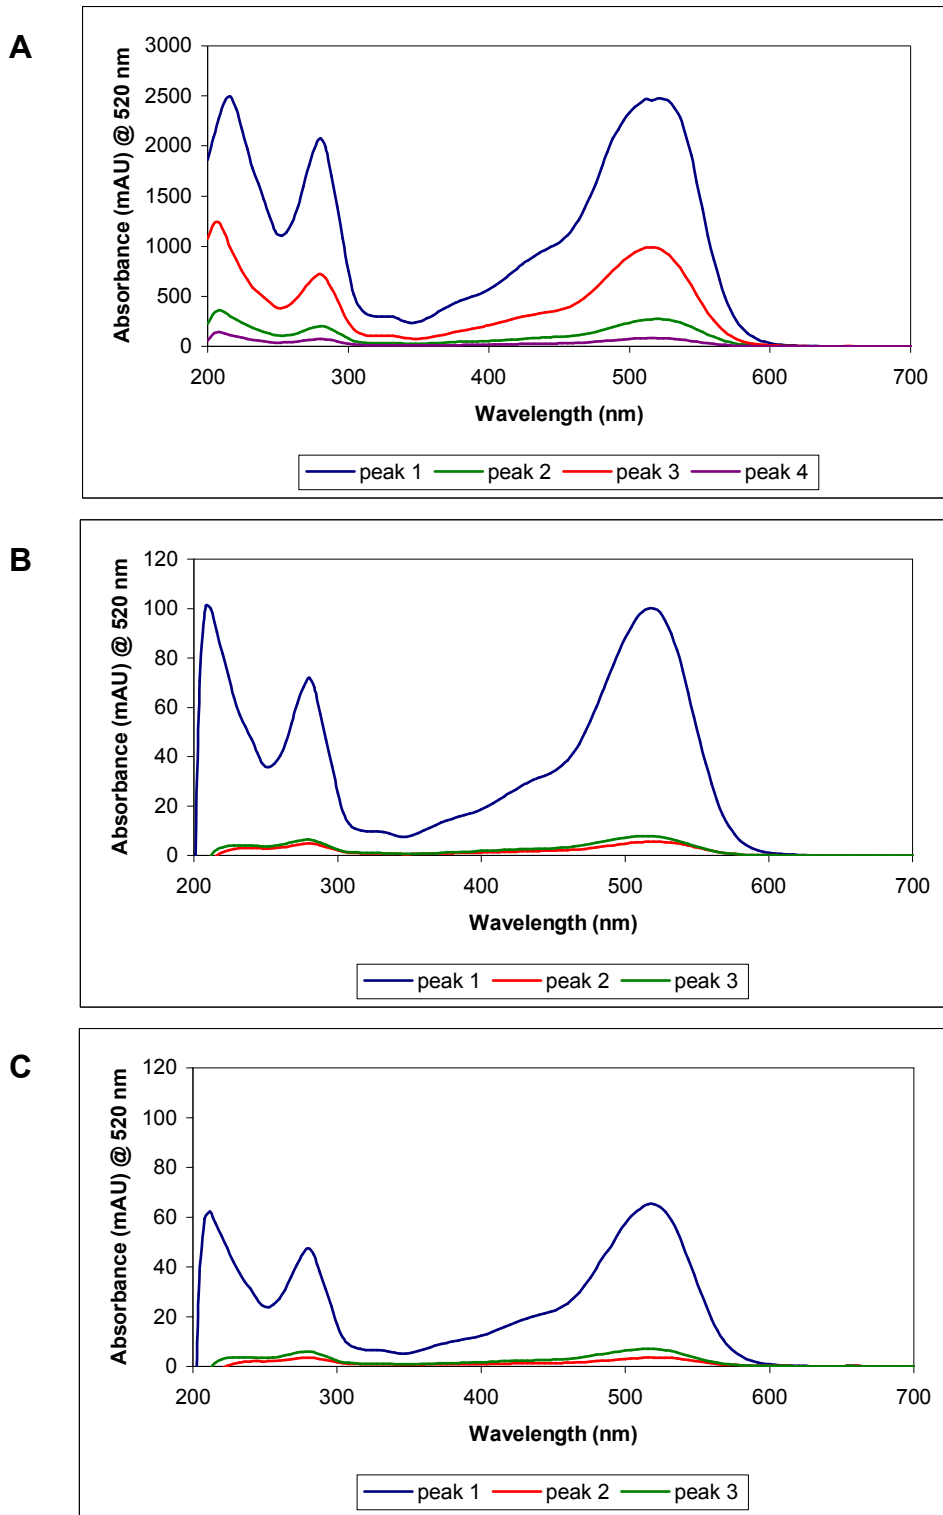 A
Absorbance (mAU) @ 520 nm
3000
2500
2000
1500
1000
500
0
200 300 400 500 600 700
Wavelength (nm)
peak 1 peak 2 peak 3 peak 4
B
Absorbance (mAU) @ 520 nm
120
100
80
60
40
20
0
200 300 400 500 600 700
Wavelength (nm)
peak 1 peak 2 peak 3
C
Absorbance (mAU) @ 520 nm
120
100
80
60
40
20
0
200 300 400 500 600 700
Wavelength (nm)
peak 1 peak 2 peak 3